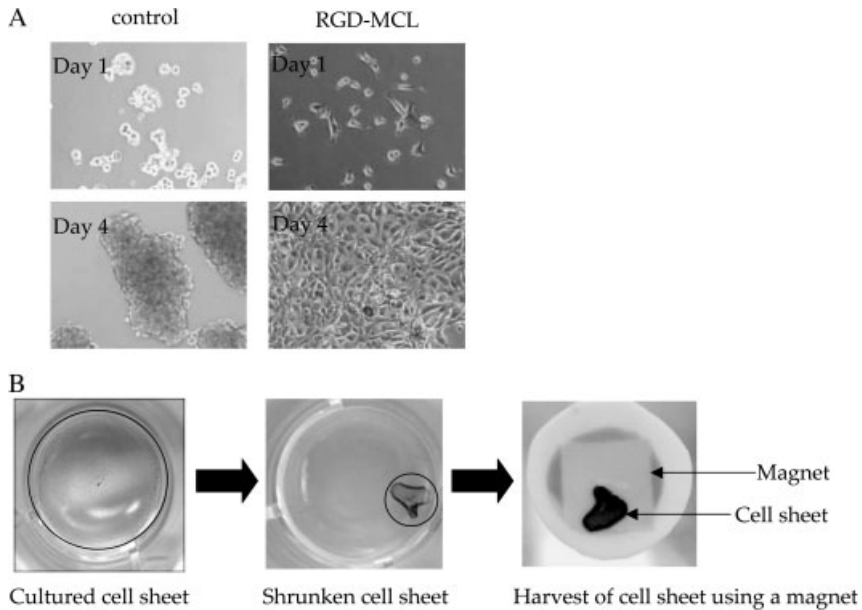 A
control
RGD-MCL
Day 1
Day 1
Day 4
Day 4
B
Magnet
Cell sheet
Cultured cell sheet
Shrunken cell sheet
Harvest of cell sheet using a magnet